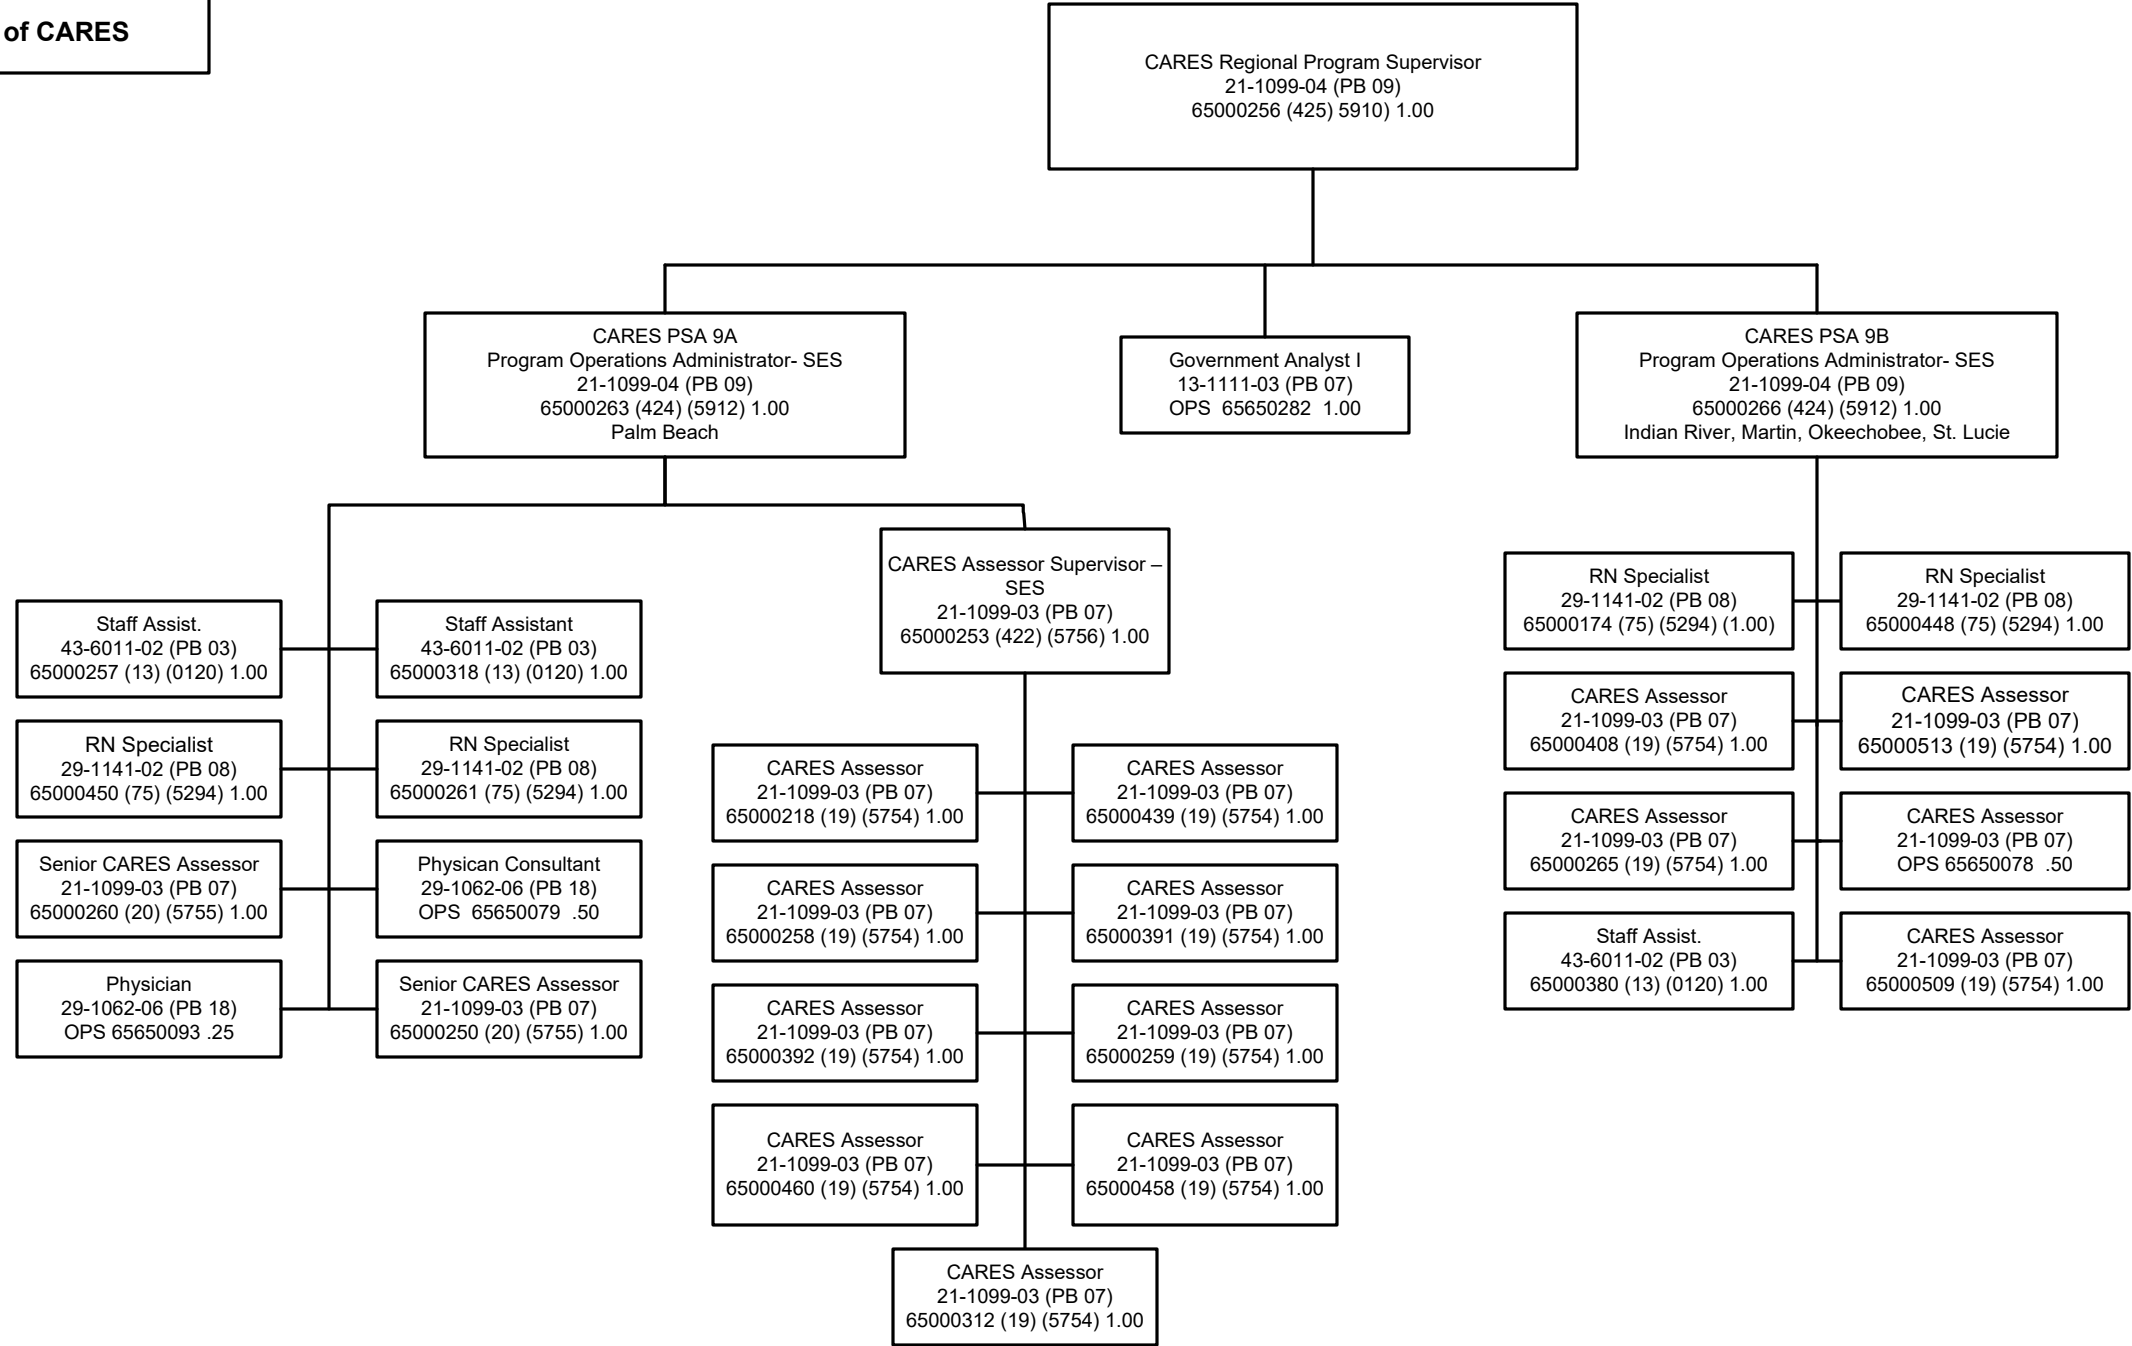 of CARES
CARES Regional Program Supervisor
21-1099-04 (PB 09)
65000256 (425) 5910) 1.00
CARES PSA 9A
Program Operations Administrator- SES
21-1099-04 (PB 09)
65000263 (424) (5912) 1.00
Palm Beach
Government Analyst I
13-1111-03 (PB 07)
OPS  65650282  1.00
CARES PSA 9B
Program Operations Administrator- SES
21-1099-04 (PB 09)
65000266 (424) (5912) 1.00
Indian River, Martin, Okeechobee, St. Lucie
Staff Assist.
43-6011-02 (PB 03)
65000257 (13) (0120) 1.00
Staff Assistant
43-6011-02 (PB 03)
65000318 (13) (0120) 1.00
RN Specialist
29-1141-02 (PB 08)
65000450 (75) (5294) 1.00
RN Specialist
29-1141-02 (PB 08)
65000261 (75) (5294) 1.00
Senior CARES Assessor
21-1099-03 (PB 07)
65000260 (20) (5755) 1.00
Physican Consultant
29-1062-06 (PB 18)
OPS  65650079  .50
Physician
29-1062-06 (PB 18)
OPS 65650093 .25
Senior CARES Assessor
21-1099-03 (PB 07)
65000250 (20) (5755) 1.00
CARES Assessor Supervisor –
SES
21-1099-03 (PB 07)
65000253 (422) (5756) 1.00
CARES Assessor
21-1099-03 (PB 07)
65000218 (19) (5754) 1.00
CARES Assessor
21-1099-03 (PB 07)
65000439 (19) (5754) 1.00
CARES Assessor
21-1099-03 (PB 07)
65000258 (19) (5754) 1.00
CARES Assessor
21-1099-03 (PB 07)
65000391 (19) (5754) 1.00
CARES Assessor
21-1099-03 (PB 07)
65000392 (19) (5754) 1.00
CARES Assessor
21-1099-03 (PB 07)
65000259 (19) (5754) 1.00
CARES Assessor
21-1099-03 (PB 07)
65000460 (19) (5754) 1.00
CARES Assessor
21-1099-03 (PB 07)
65000458 (19) (5754) 1.00
CARES Assessor
21-1099-03 (PB 07)
65000312 (19) (5754) 1.00
RN Specialist
29-1141-02 (PB 08)
65000174 (75) (5294) (1.00)
RN Specialist
29-1141-02 (PB 08)
65000448 (75) (5294) 1.00
CARES Assessor
21-1099-03 (PB 07)
65000408 (19) (5754) 1.00
CARES Assessor
21-1099-03 (PB 07)
65000513 (19) (5754) 1.00
CARES Assessor
21-1099-03 (PB 07)
65000265 (19) (5754) 1.00
CARES Assessor
21-1099-03 (PB 07)
OPS 65650078  .50
Staff Assist.
43-6011-02 (PB 03)
65000380 (13) (0120) 1.00
CARES Assessor
21-1099-03 (PB 07)
65000509 (19) (5754) 1.00